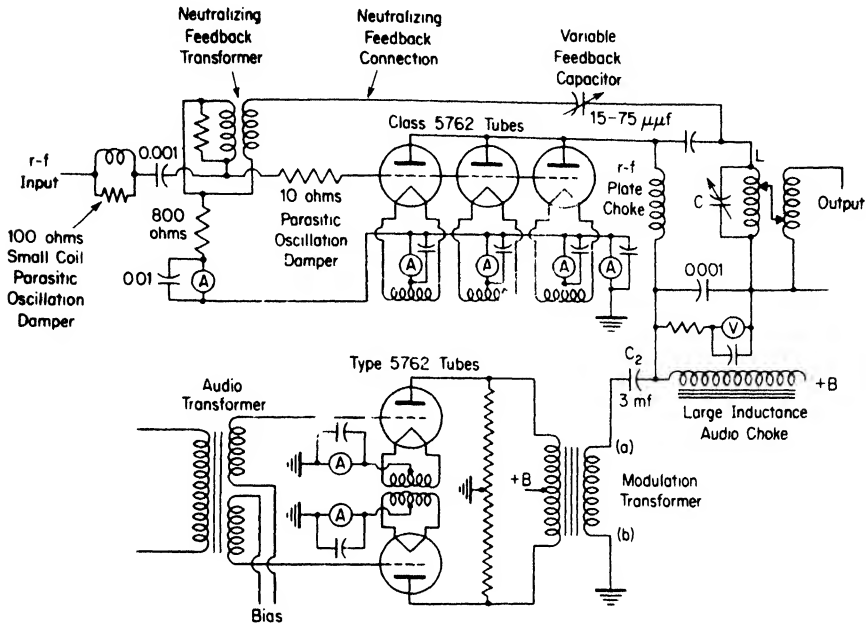 Neutralizing
Feedback
Transformer
Neutralizing
Feedback
Connection
Variable
Feedback
Capacitor
15-75 μμf
Class 5762 Tubes
r-f
Input
0.001
10 ohms
Parasitic
Oscillation
Damper
800
ohms
100 ohms
Small Coil
Parasitic
Oscillation
Damper
001
A
A
A
A
A
r-f
Plate
Choke
C
L
Output
0001
V
C2
3 mf
+B
Large Inductance
Audio Choke
Type 5762 Tubes
Audio
Transformer
A
A
+B
(a)
Modulation
Transformer
(b)
Bias